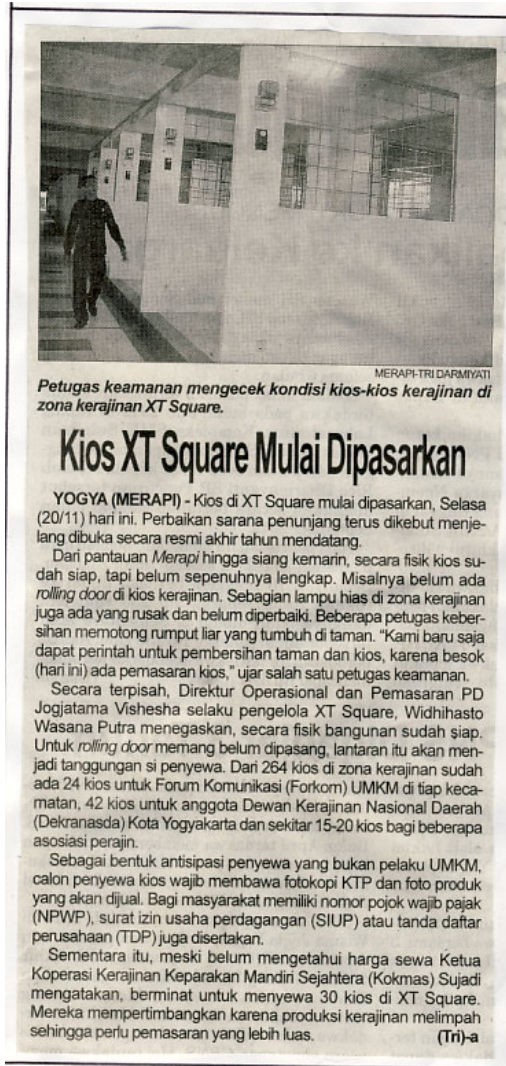 MERAPI-TRI DARMIYATI
Petugas keamanan mengecek kondisi kios-kios kerajinan di
zona kerajinan XT Square.
Kios XT Square Mulai Dipasarkan
YOGYA (MERAPI) - Kios di XT Square mulai dipasarkan, Selasa
(20/11) hari ini. Perbaikan sarana penunjang terus dikebut menje-
lang dibuka secara resmi akhir tahun mendatang.
Dari pantauan Merapi hingga siang kemarin, secara fisik kios su-
dah siap, tapi belum sepenuhnya lengkap. Misalnya belum ada
rolling door di kios kerajinan. Sebagian lampu hias di zona kerajinan
juga ada yang rusak dan belum diperbaiki. Beberapa petugas keber-
sihan memotong rumput liar yang tumbuh di taman. “Kami baru saja
dapat perintah untuk pembersihan taman dan kios, karena besok
(hari ini) ada pemasaran kios,” ujar salah satu petugas keamanan.
Secara terpisah, Direktur Operasional dan Pemasaran PD
Jogjatama Vishesha selaku pengelola XT Square, Widhihasto
Wasana Putra menegaskan, secara fisik bangunan sudah siap.
Untuk rolling door memang belum dipasang, lantaran itu akan men-
jadi tanggungan si penyewa. Dari 264 kios di zona kerajinan sudah
ada 24 kios untuk Forum Komunikasi (Forkom) UMKM di tiap keca-
matan, 42 kios untuk anggota Dewan Kerajinan Nasional Daerah
(Dekranasda) Kota Yogyakarta dan sekitar 15-20 kios bagi beberapa
asosiasi perajin.
Sebagai bentuk antisipasi penyewa yang bukan pelaku UMKM,
calon penyewa kios wajib membawa fotokopi KTP dan foto produk
yang akan dijual. Bagi masyarakat memiliki nomor pojok wajib pajak
(NPWP), surat izin usaha perdagangan (SIUP) atau tanda daftar
perusahaan (TDP) juga disertakan.
Sementara itu, meski belum mengetahui harga sewa Ketua
Koperasi Kerajinan Keparakan Mandiri Sejahtera (Kokmas) Sujadi
mengatakan, berminat untuk menyewa 30 kios di XT Square.
Mereka mempertimbangkan karena produksi kerajinan melimpah
sehingga perlu pemasaran yang lebih luas. (Tri)-a